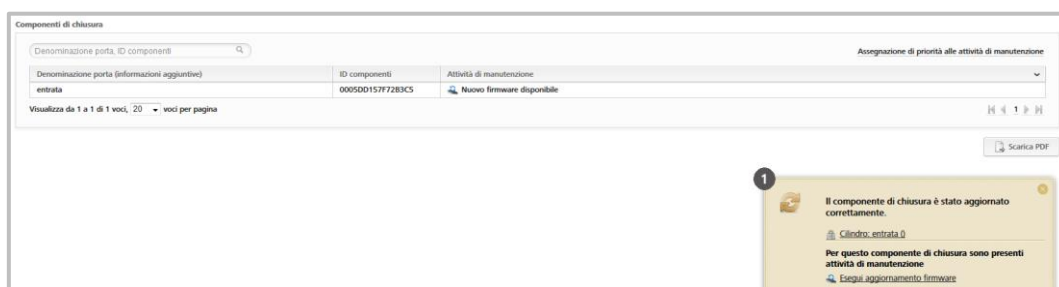 Componenti di chiusura
Denominazione porta, ID componenti
Assegnazione di priorità alle attività di manutenzione
Denominazione porta (informazioni aggiuntive) ID componenti Attività di manutenzione
entrata 0005DD157F72B3C5 Nuovo firmware disponibile
Visualizza da 1 a 1 di 1 voci, 20 voci per pagina 1
Scarica PDF
1
Il componente di chiusura è stato aggiornato
correttamente.
Cilindro: entrata 0
Per questo componente di chiusura sono presenti
attività di manutenzione
Esegui aggiornamento firmware